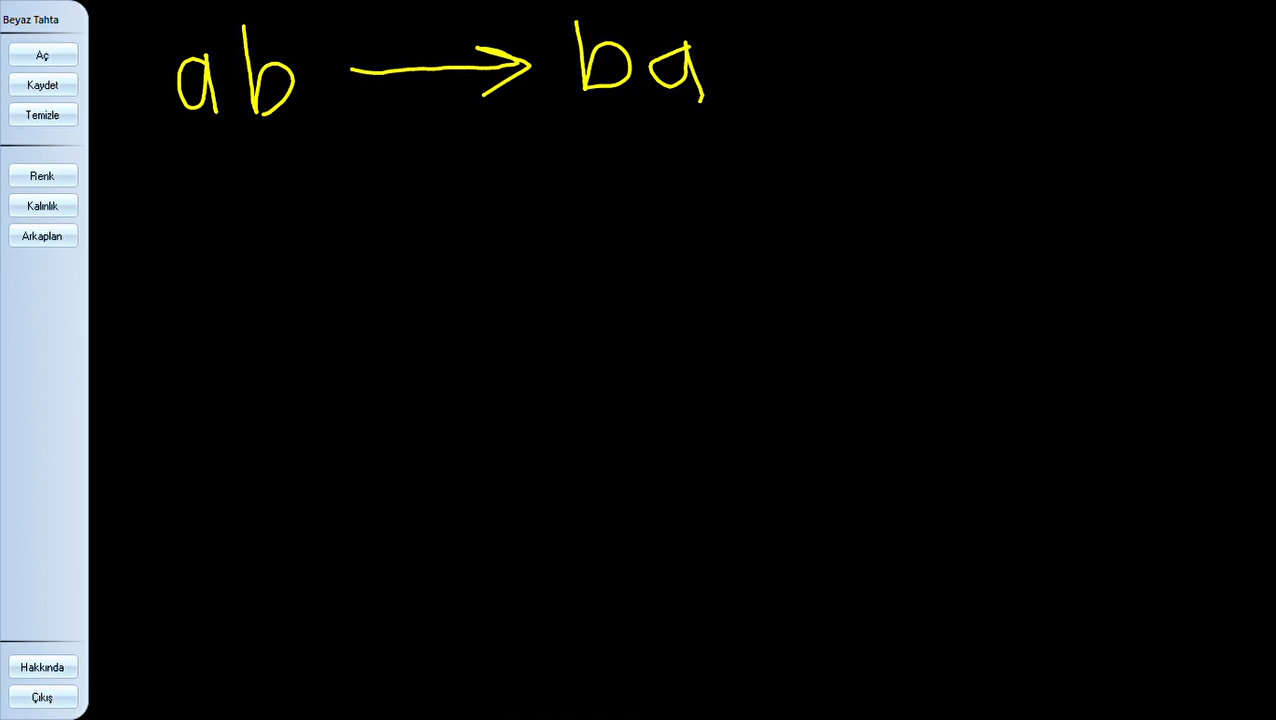 Beyaz Tahta
Aç
Kaydet
Temizle
Renk
Kalınlık
Arkaplan
Hakkında
Çıkış
ab → ba